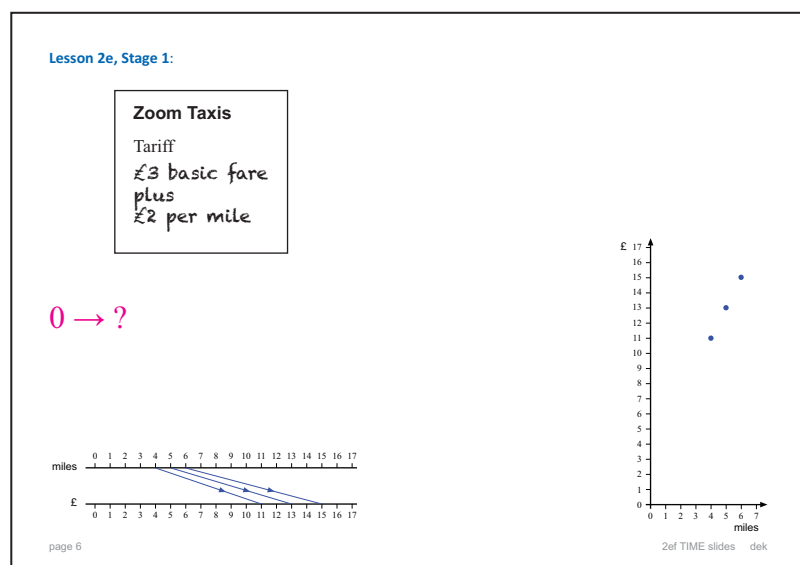 Lesson 2e, Stage 1:
Zoom Taxis
Tariff
£3 basic fare
plus
£2 per mile
0 → ?
£ 17
16
15
14
13
12
11
10
9
8
7
6
5
4
3
2
1
0
0 1 2 3 4 5 6 7
miles
0 1 2 3 4 5 6 7 8 9 10 11 12 13 14 15 16 17
miles
£
0 1 2 3 4 5 6 7 8 9 10 11 12 13 14 15 16 17
page 6
2ef TIME slides dek